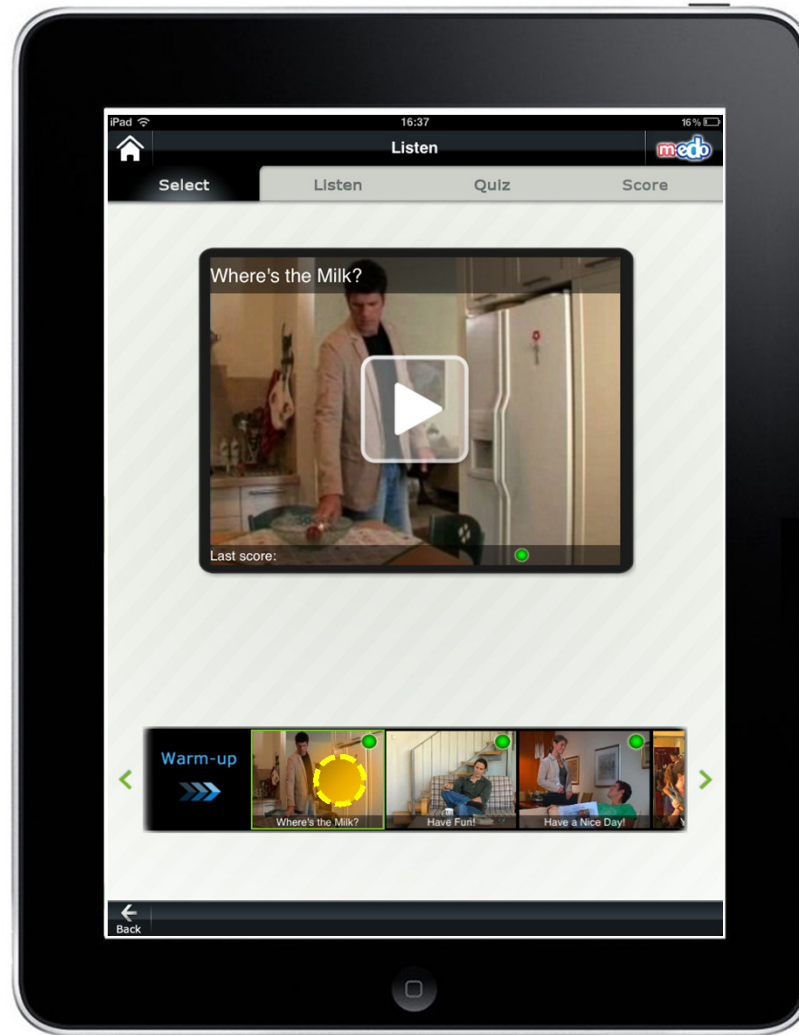 iPad 16:37 16%
Listen m-edo
Select Listen Quiz Score
Where's the Milk?
Last score:
Warm-up
Where's the Milk? Have Fun! Have a Nice Day! Y
Back